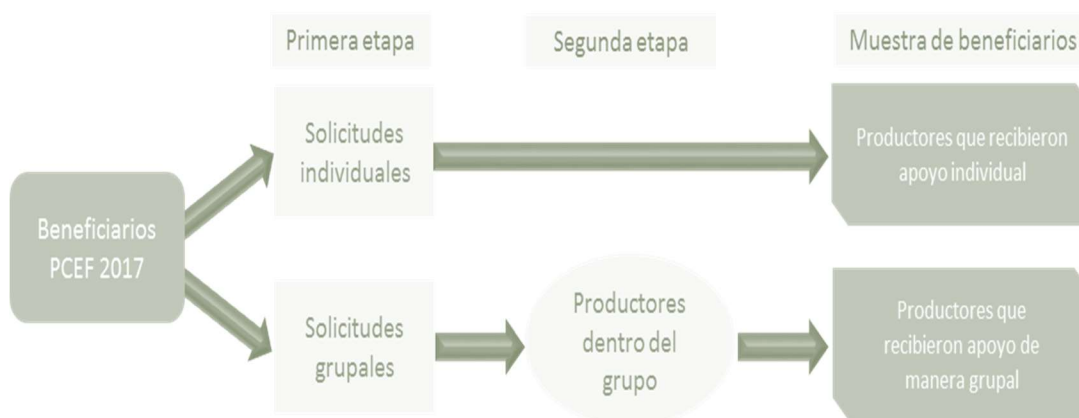 Primera etapa
Segunda etapa
Muestra de beneficiarios
Solicitudes
individuales
Productores que recibieron
apoyo individual
Beneficiarios
PCEF 2017
Solicitudes
grupales
Productores
dentro del
grupo
Productores que
recibieron apoyo de
manera grupal